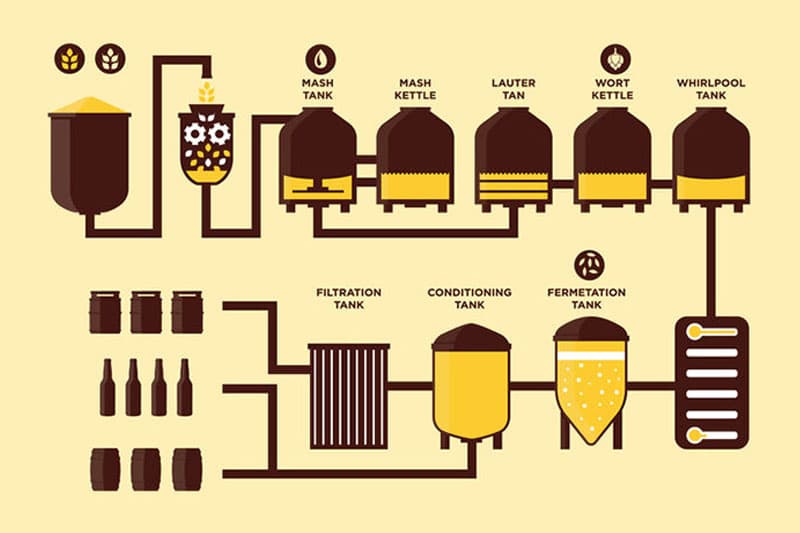 MASH
TANK
MASH
KETTLE
LAUTER
TAN
WORT
KETTLE
WHIRLPOOL
TANK
FILTRATION
TANK
CONDITIONING
TANK
FERMETATION
TANK